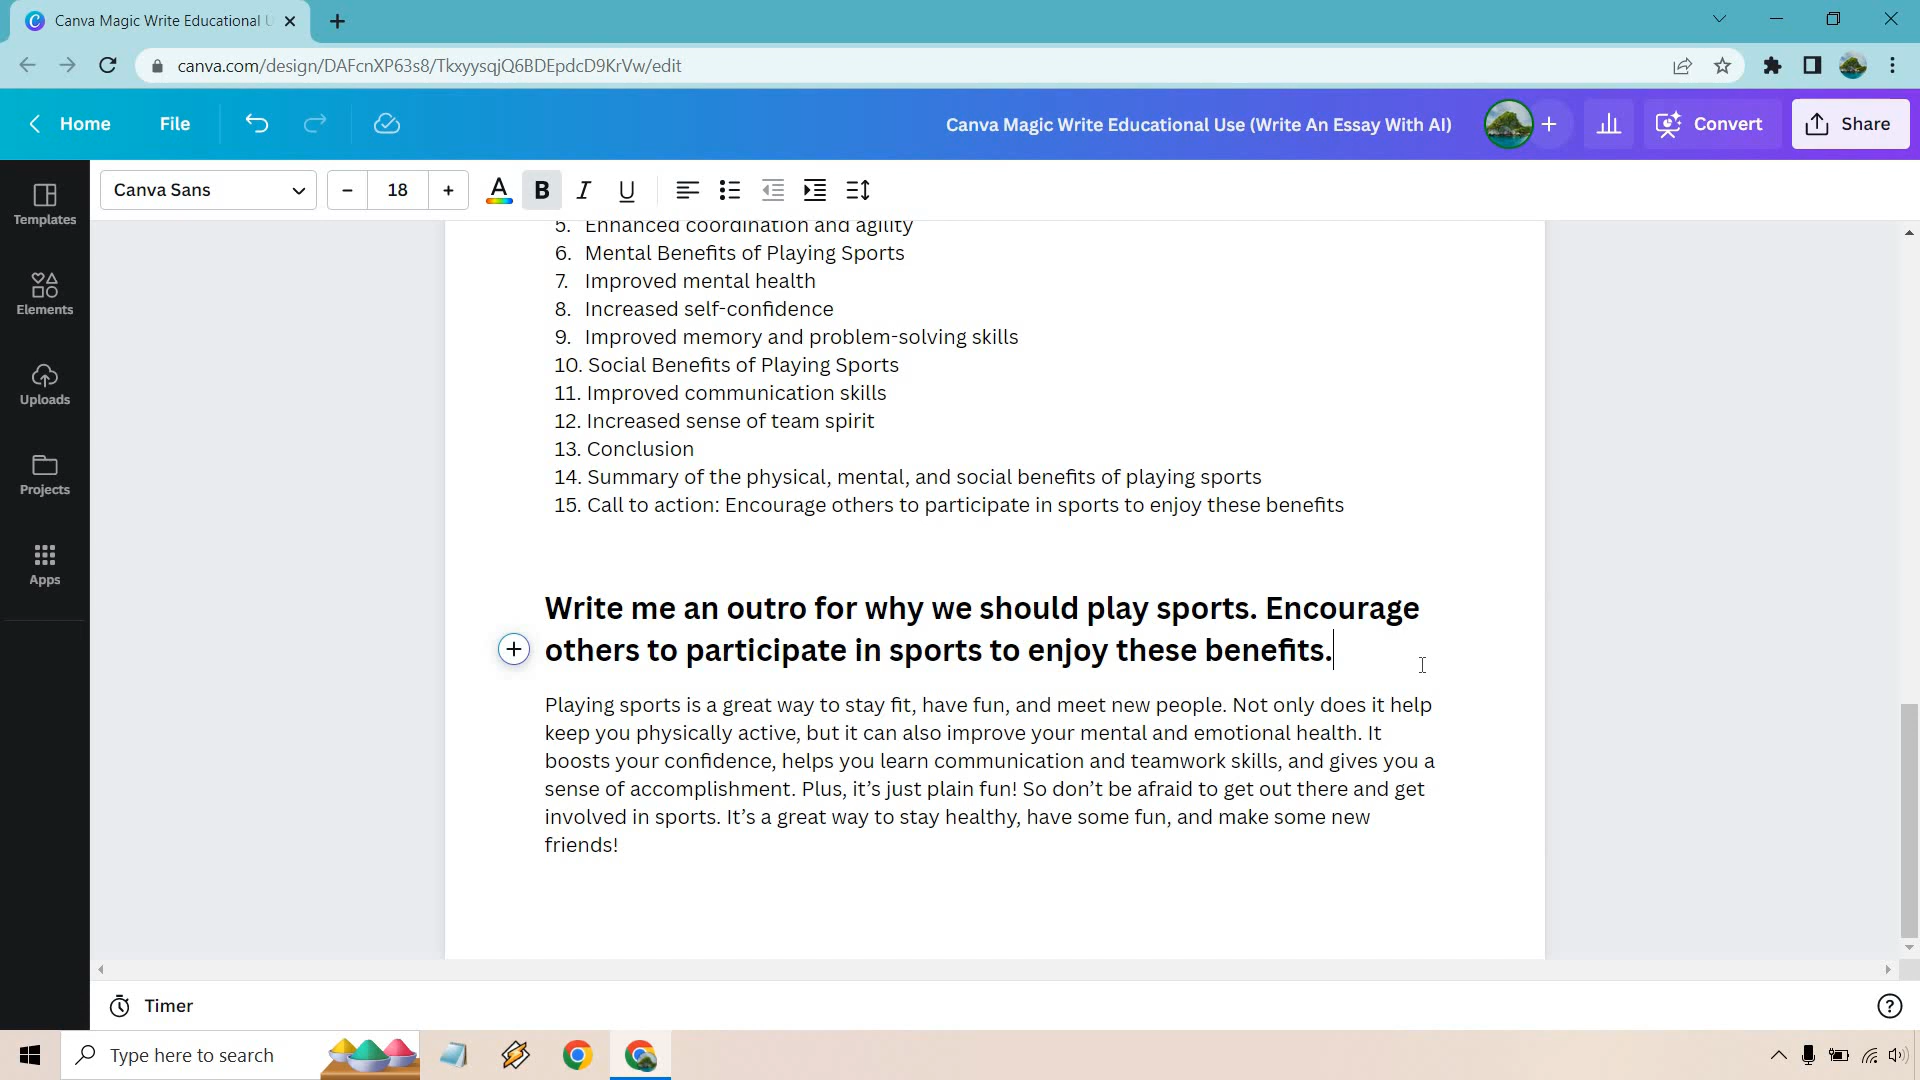 Canva Magic Write Educational U
canva.com/design/DAFcnXP63s8/TkxyysqjQ6BDEpdcD9KrVw/edit
Home
File
Canva Magic Write Educational Use (Write An Essay With AI)
Convert
Share
Canva Sans
18
A
B
I
U
Templates
Elements
Uploads
Projects
Apps
5. Enhanced coordination and agility
6. Mental Benefits of Playing Sports
7. Improved mental health
8. Increased self-confidence
9. Improved memory and problem-solving skills
10. Social Benefits of Playing Sports
11. Improved communication skills
12. Increased sense of team spirit
13. Conclusion
14. Summary of the physical, mental, and social benefits of playing sports
15. Call to action: Encourage others to participate in sports to enjoy these benefits
Write me an outro for why we should play sports. Encourage
others to participate in sports to enjoy these benefits.
Playing sports is a great way to stay fit, have fun, and meet new people. Not only does it help
keep you physically active, but it can also improve your mental and emotional health. It
boosts your confidence, helps you learn communication and teamwork skills, and gives you a
sense of accomplishment. Plus, it’s just plain fun! So don’t be afraid to get out there and get
involved in sports. It’s a great way to stay healthy, have some fun, and make some new
friends!
Timer
Type here to search